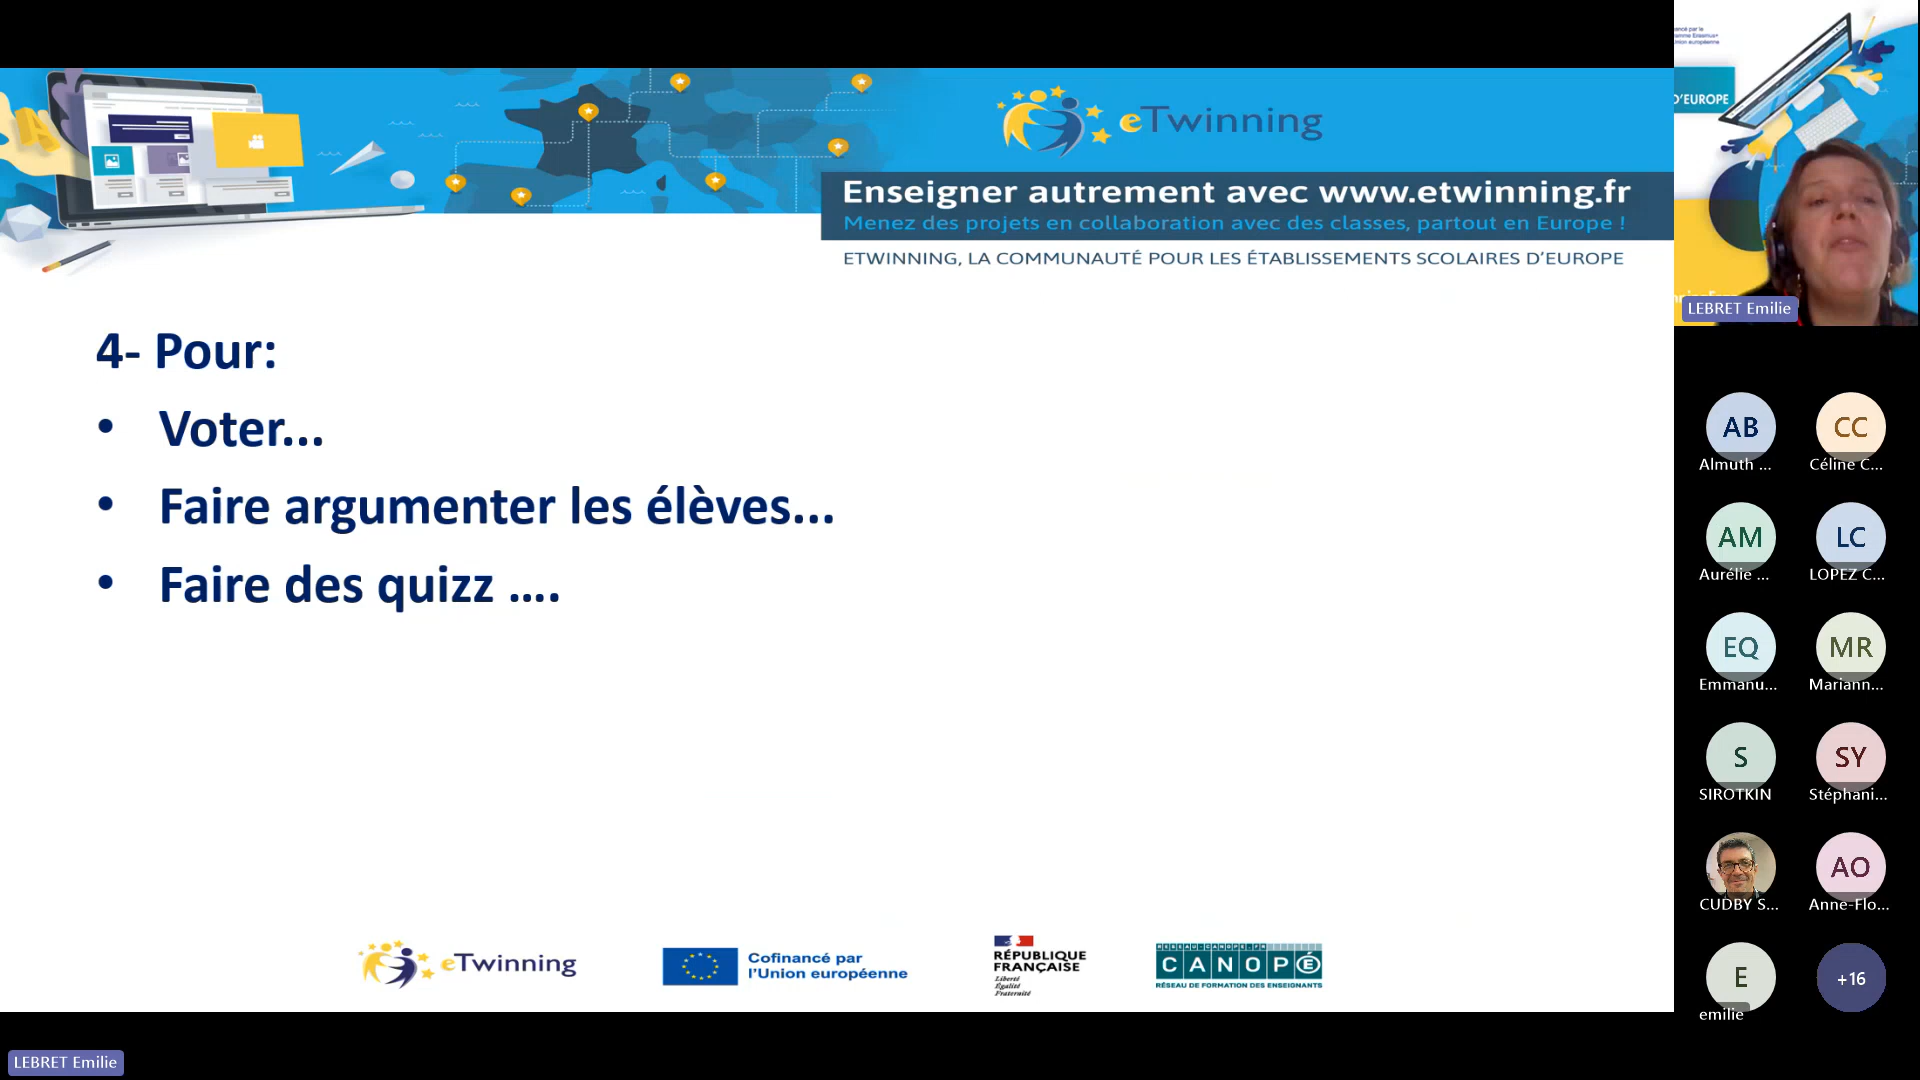 eTwinning
Enseigner autrement avec www.etwinning.fr
Menez des projets en collaboration avec des classes, partout en Europe !
ETWINNING, LA COMMUNAUTÉ POUR LES ÉTABLISSEMENTS SCOLAIRES D'EUROPE
4- Pour:
• Voter...
• Faire argumenter les élèves...
• Faire des quizz ....
eTwinning
Cofinancé par
l'Union européenne
RÉPUBLIQUE
FRANÇAISE
Liberté
Égalité
Fraternité
RESEAU-CANOPE.FR
CANOPÉ
RÉSEAU DE FORMATION DES ENSEIGNANTS
LEBRET Emilie
D'EUROPE
LEBRET Emilie
AB
Almuth ...
CC
Céline C...
AM
Aurélie ...
LC
LOPEZ C...
EQ
Emmanu...
MR
Mariann...
S
SIROTKIN
SY
Stéphani...
CUDBY S...
AO
Anne-Flo...
E
emilie
+16